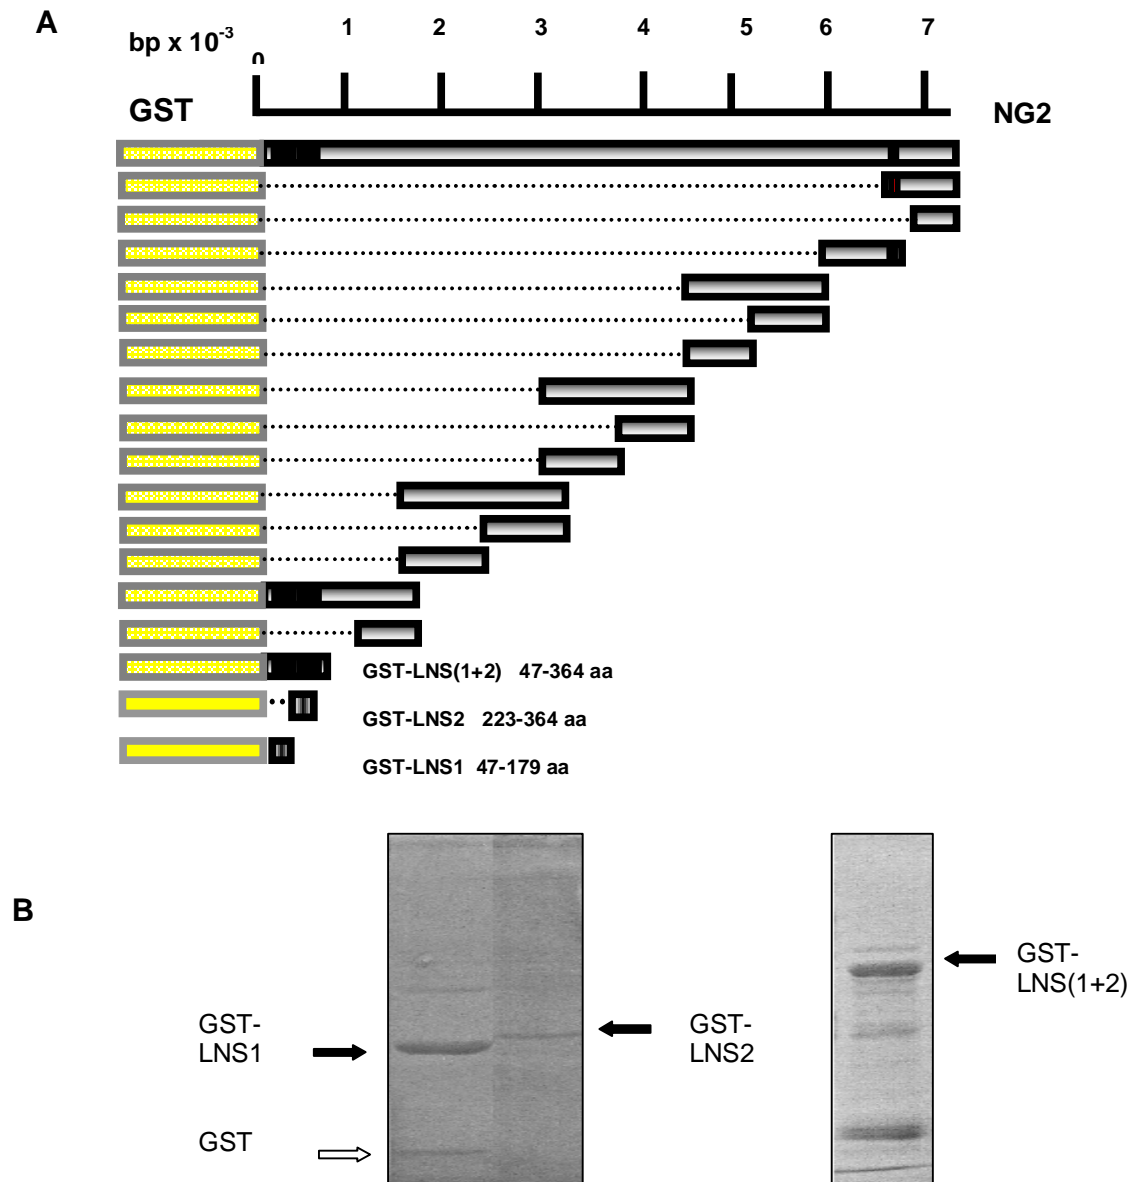 A
bp x 10-3
0 1 2 3 4 5 6 7
GST
NG2
GST-LNS(1+2) 47-364 aa
GST-LNS2 223-364 aa
GST-LNS1 47-179 aa
B
GST-
LNS1
GST
GST-
LNS2
GST-
LNS(1+2)